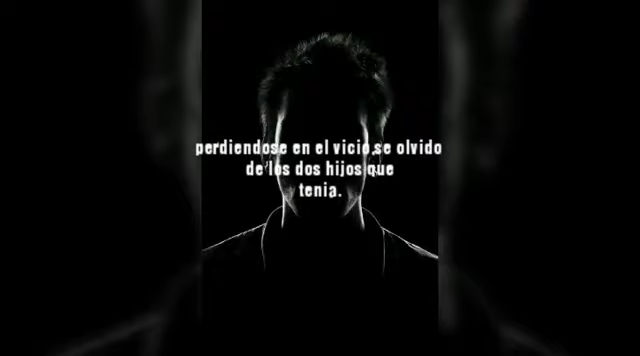 perdiendose en el vicio,se olvido
de los dos hijos que
tenia.